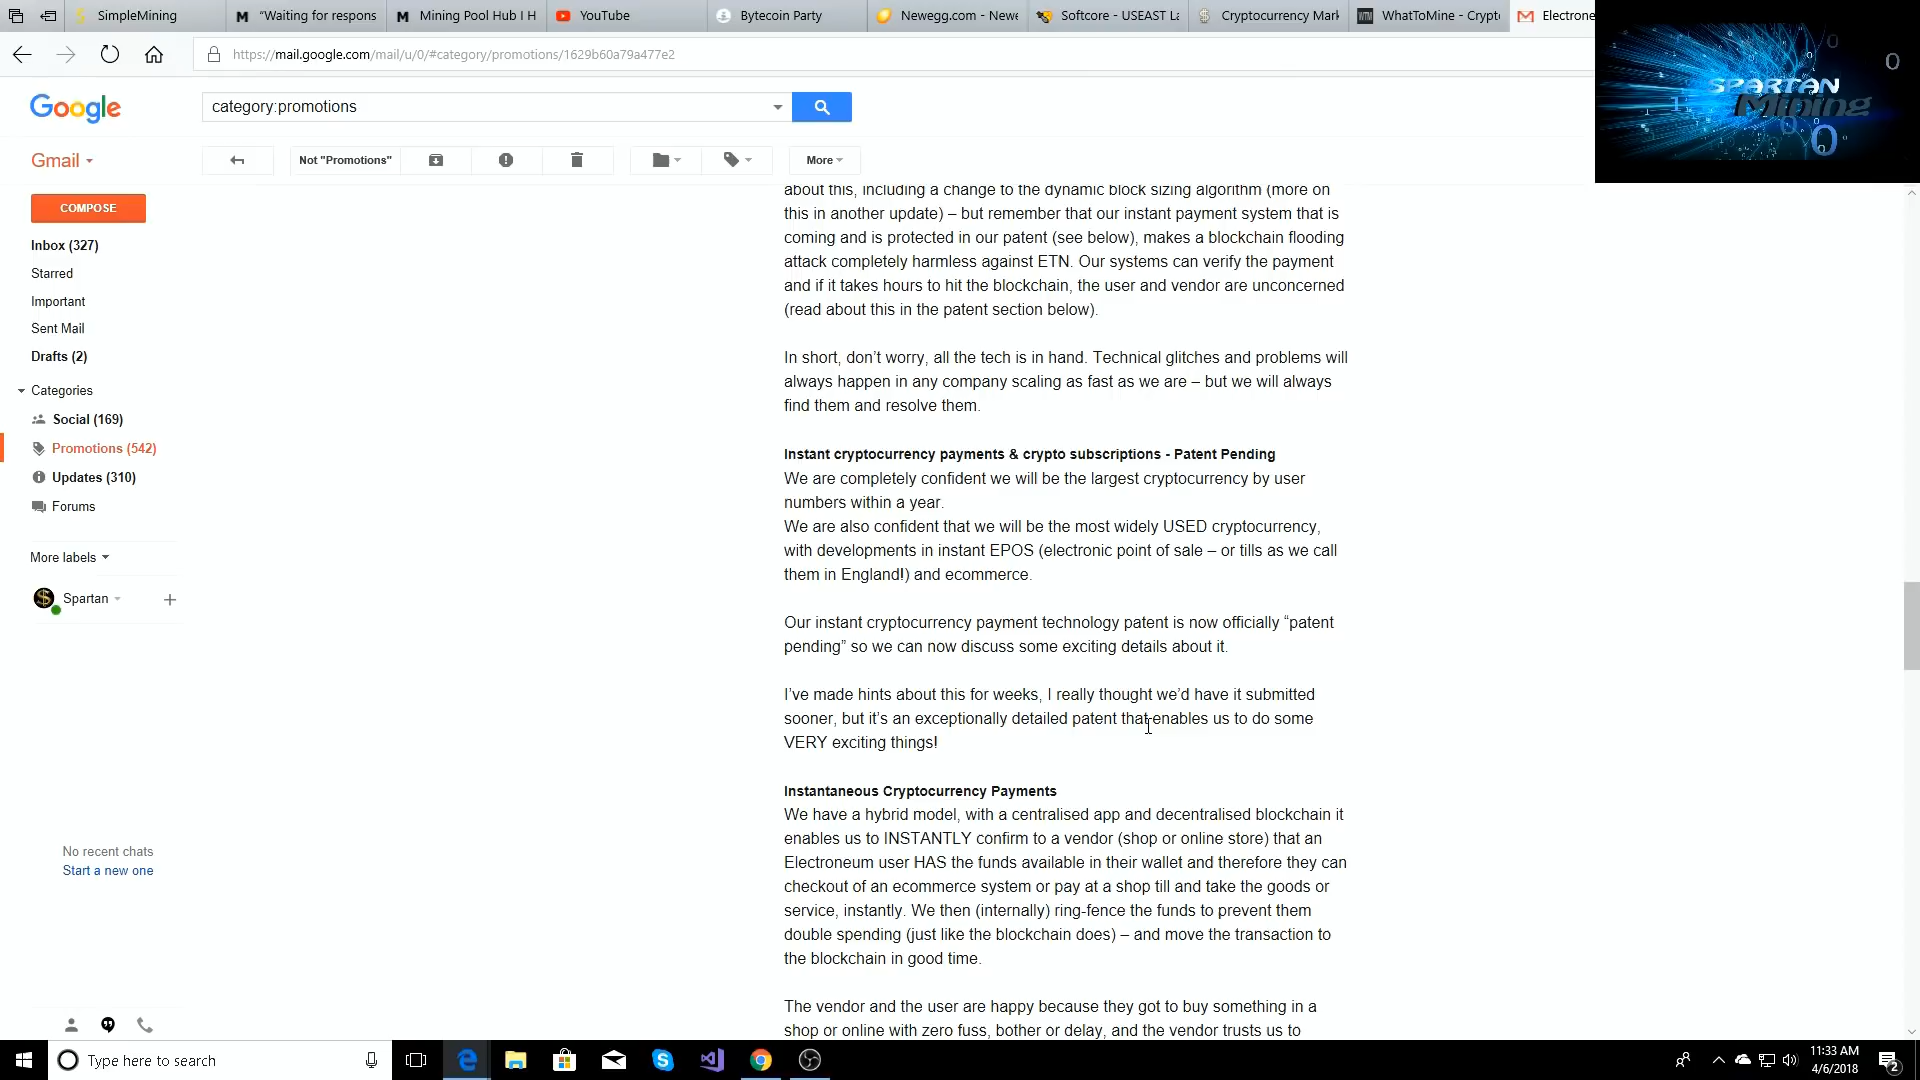 SimpleMining
"Waiting for respons
Mining Pool Hub I H
YouTube
Bytecoin Party
Newegg.com - Newe
Softcore - USEAST La
Cryptocurrency Mark
WhatToMine - Crypto
Electrone
https://mail.google.com/mail/u/0/#category/promotions/1629b60a79a477e2
SPARTAN
Mining
Google
category:promotions
Gmail
Not "Promotions"
More
COMPOSE
Inbox (327)
Starred
Important
Sent Mail
Drafts (2)
Categories
Social (169)
Promotions (542)
Updates (310)
Forums
More labels
Spartan
No recent chats
Start a new one
about this, including a change to the dynamic block sizing algorithm (more on
this in another update) – but remember that our instant payment system that is
coming and is protected in our patent (see below), makes a blockchain flooding
attack completely harmless against ETN. Our systems can verify the payment
and if it takes hours to hit the blockchain, the user and vendor are unconcerned
(read about this in the patent section below).
In short, don't worry, all the tech is in hand. Technical glitches and problems will
always happen in any company scaling as fast as we are – but we will always
find them and resolve them.
Instant cryptocurrency payments & crypto subscriptions - Patent Pending
We are completely confident we will be the largest cryptocurrency by user
numbers within a year.
We are also confident that we will be the most widely USED cryptocurrency,
with developments in instant EPOS (electronic point of sale – or tills as we call
them in England!) and ecommerce.
Our instant cryptocurrency payment technology patent is now officially “patent
pending” so we can now discuss some exciting details about it.
I've made hints about this for weeks, I really thought we'd have it submitted
sooner, but it's an exceptionally detailed patent that enables us to do some
VERY exciting things!
Instantaneous Cryptocurrency Payments
We have a hybrid model, with a centralised app and decentralised blockchain it
enables us to INSTANTLY confirm to a vendor (shop or online store) that an
Electroneum user HAS the funds available in their wallet and therefore they can
checkout of an ecommerce system or pay at a shop till and take the goods or
service, instantly. We then (internally) ring-fence the funds to prevent them
double spending (just like the blockchain does) – and move the transaction to
the blockchain in good time.
The vendor and the user are happy because they got to buy something in a
shop or online with zero fuss, bother or delay, and the vendor trusts us to
Type here to search
11:33 AM
4/6/2018
2